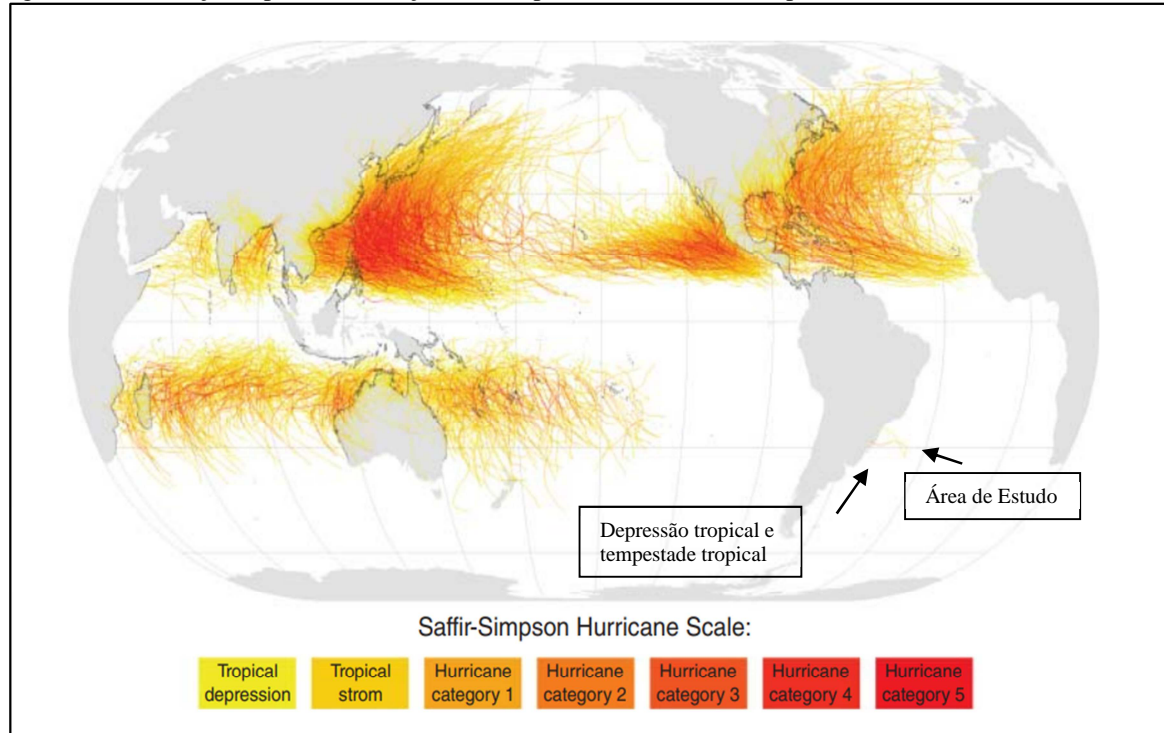 Área de Estudo
Depressão tropical e
tempestade tropical
Saffir-Simpson Hurricane Scale:
Tropical
depression
Tropical
strom
Hurricane
category 1
Hurricane
category 2
Hurricane
category 3
Hurricane
category 4
Hurricane
category 5